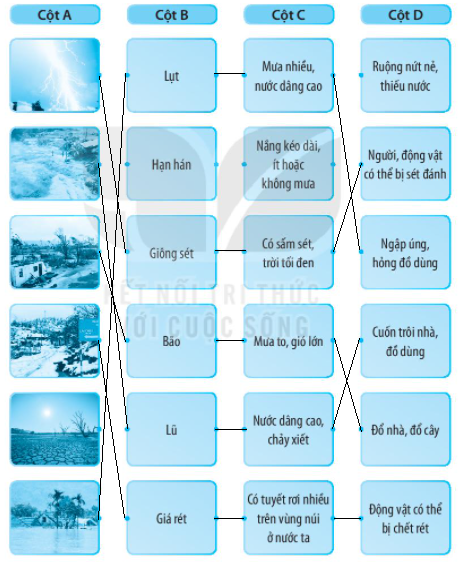 Cột A
Cột B
Cột C
Cột D
Lụt
Mưa nhiều,
nước dâng cao
Ruộng nứt nẻ,
thiếu nước
Hạn hán
Nắng kéo dài,
ít hoặc
không mưa
Người, động vật
có thể bị sét đánh
Giông sét
Có sấm sét,
trời tối đen
Ngập úng,
hỏng đồ dùng
KẾT NỐI TRI THỨC
VỚI CUỘC SỐNG
Bão
Mưa to, gió lớn
Cuốn trôi nhà,
đồ dùng
Lũ
Nước dâng cao,
chảy xiết
Đổ nhà, đổ cây
Giá rét
Có tuyết rơi nhiều
trên vùng núi
ở nước ta
Động vật có thể
bị chết rét